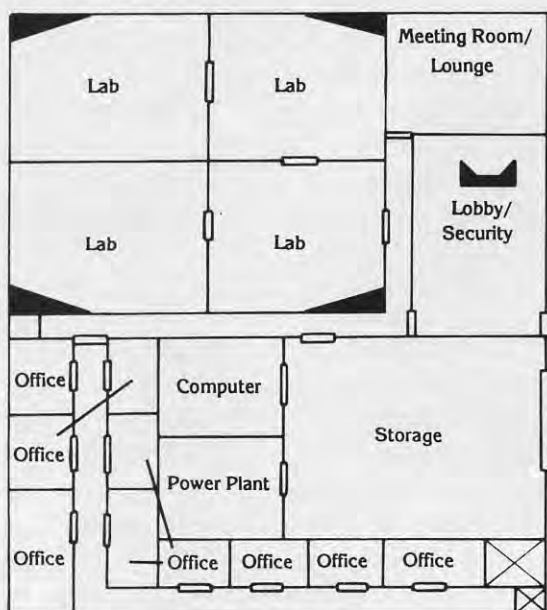 Meeting Room/
Lounge
Lab
Lab
Lobby/
Security
Lab
Lab
Office
Computer
Storage
Office
Power Plant
Office
Office
Office
Office
Office